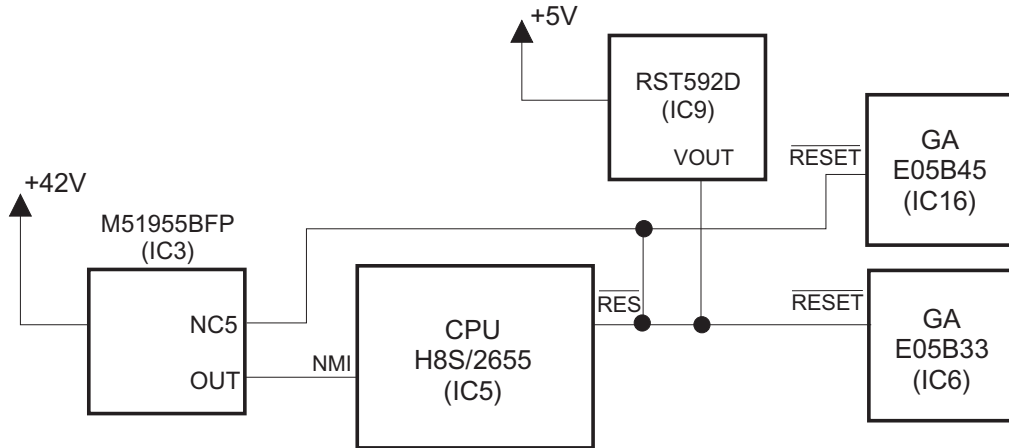 +5V
RST592D
(IC9)
VOUT
RESET
GA
E05B45
(IC16)
+42V
M51955BFP
(IC3)
NC5
OUT
NMI
CPU
H8S/2655
(IC5)
RES
RESET
GA
E05B33
(IC6)